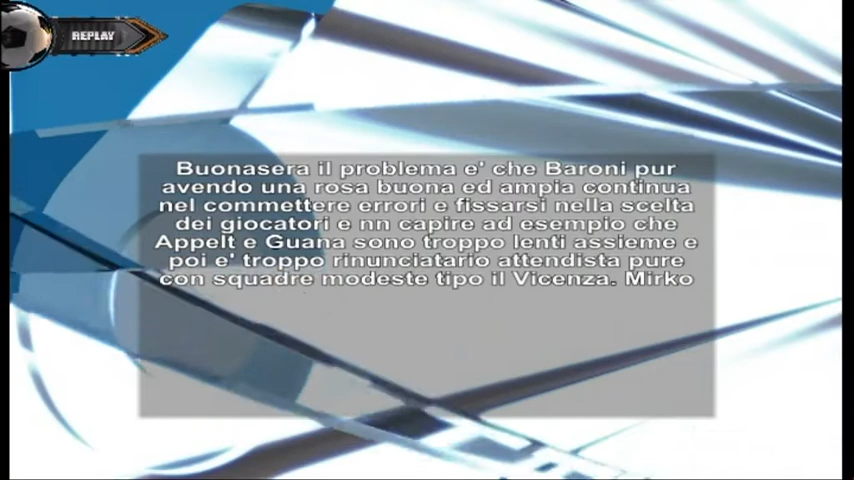 REPLAY
Buonasera il problema e' che Baroni pur
avendo una rosa buona ed ampia continua
nel commettere errori e fissarsi nella scelta
dei giocatori e nn capire ad esempio che
Appelt e Guana sono troppo lenti assieme e
poi e' troppo rinunciatario attendista pure
con squadre modeste tipo il Vicenza. Mirko